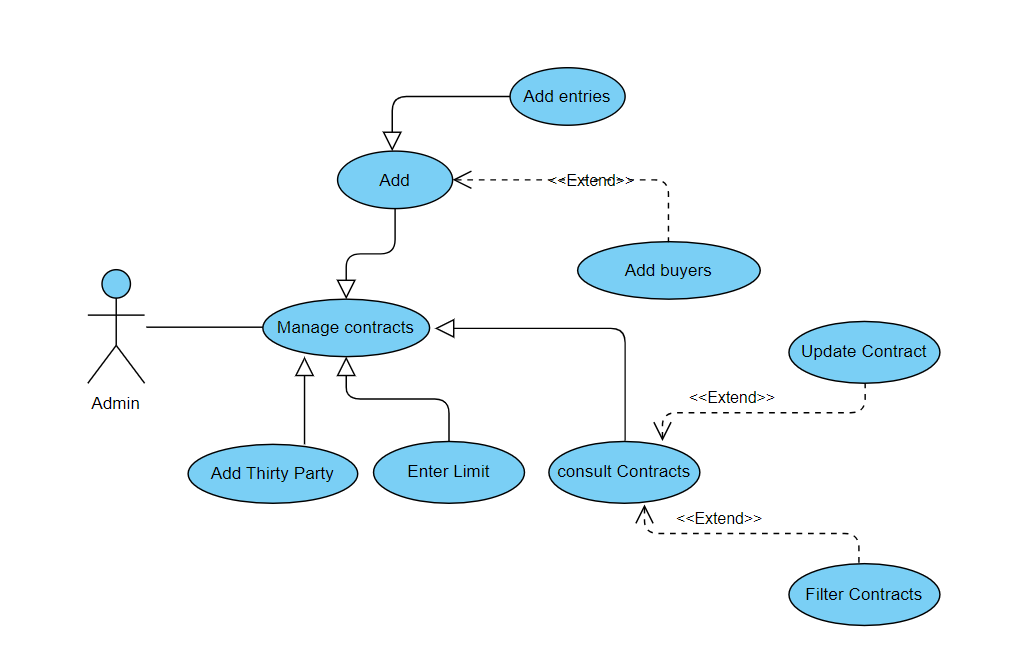 Add entries
Add
<<Extend>>
Add buyers
Manage contracts
Update Contract
<<Extend>>
Admin
Add Thirty Party
Enter Limit
consult Contracts
<<Extend>>
Filter Contracts